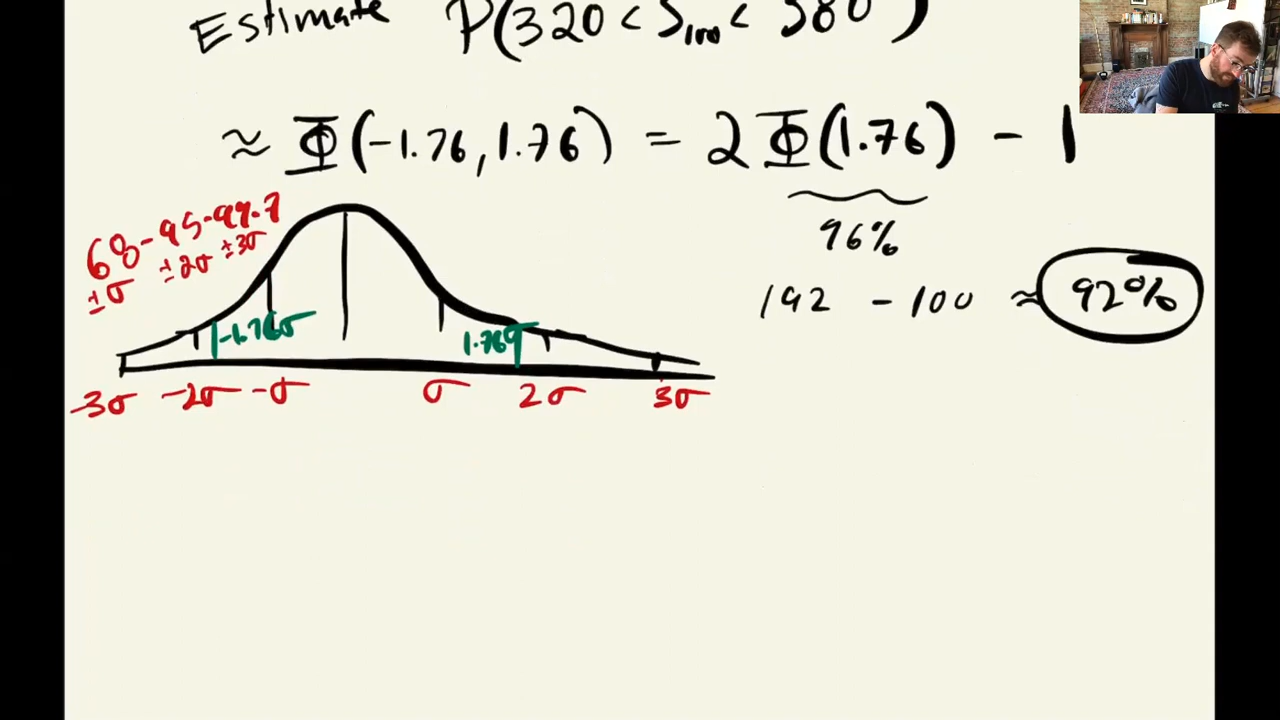 Estimate P(320 < S₁₀₀ < 380)
≈ Φ(-1.76, 1.76) = 2Φ(1.76) - 1
96%
192 - 100 ≈ 92%
68-95-99.7
±σ ±2σ ±3σ
-1.76σ 1.76σ
-3σ -2σ -σ σ 2σ 3σ